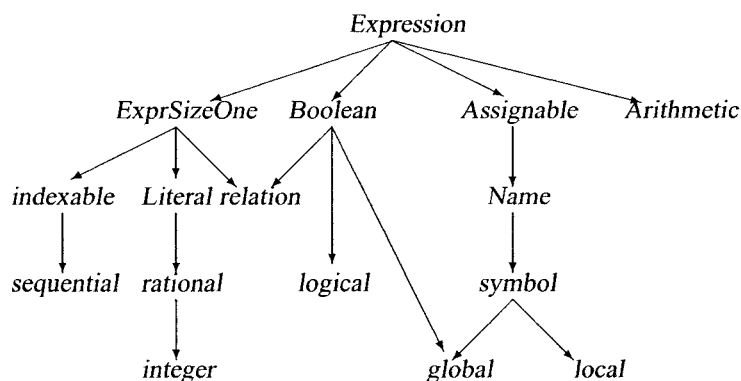 Expression
ExprSizeOne Boolean Assignable Arithmetic
indexable Literal relation Name
sequential rational logical symbol
integer global local